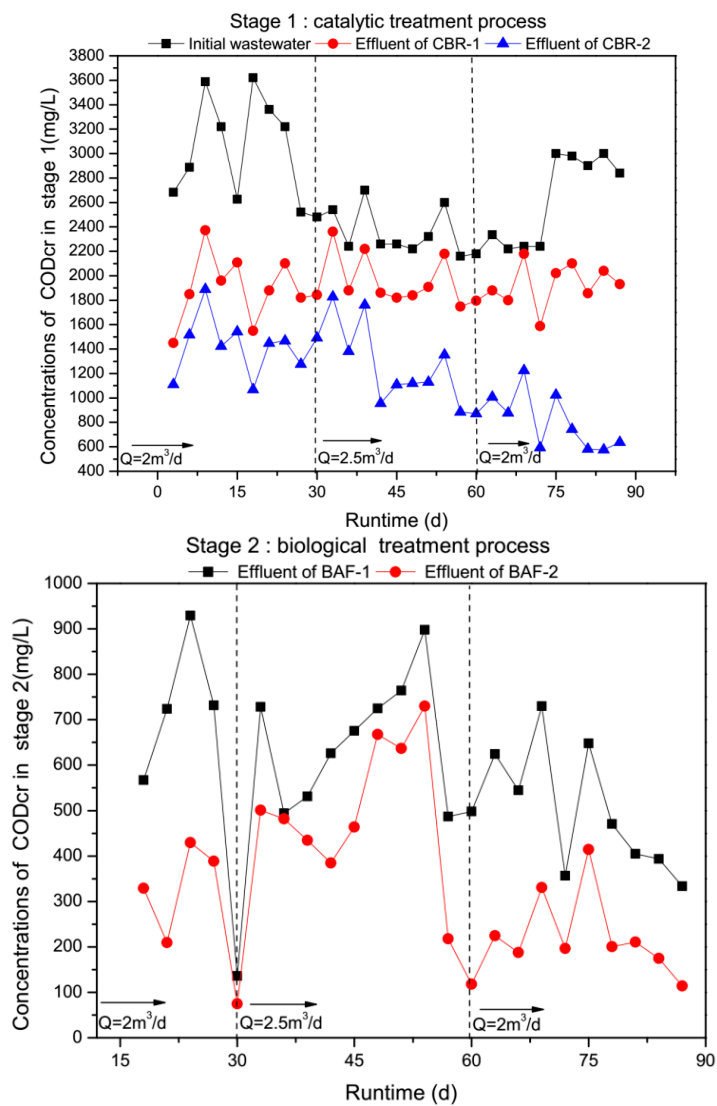 Stage 1 : catalytic treatment process
Initial wastewater Effluent of CBR-1 Effluent of CBR-2
Concentrations of CODcr in stage 1(mg/L)
3800
3600
3400
3200
3000
2800
2600
2400
2200
2000
1800
1600
1400
1200
1000
800
600
400
Q=2m³/d
Q=2.5m³/d
Q=2m³/d
0 15 30 45 60 75 90
Runtime (d)
Stage 2 : biological treatment process
Effluent of BAF-1 Effluent of BAF-2
Concentrations of CODcr in stage 2(mg/L)
1000
900
800
700
600
500
400
300
200
100
0
Q=2m³/d
Q=2.5m³/d
Q=2m³/d
15 30 45 60 75 90
Runtime (d)